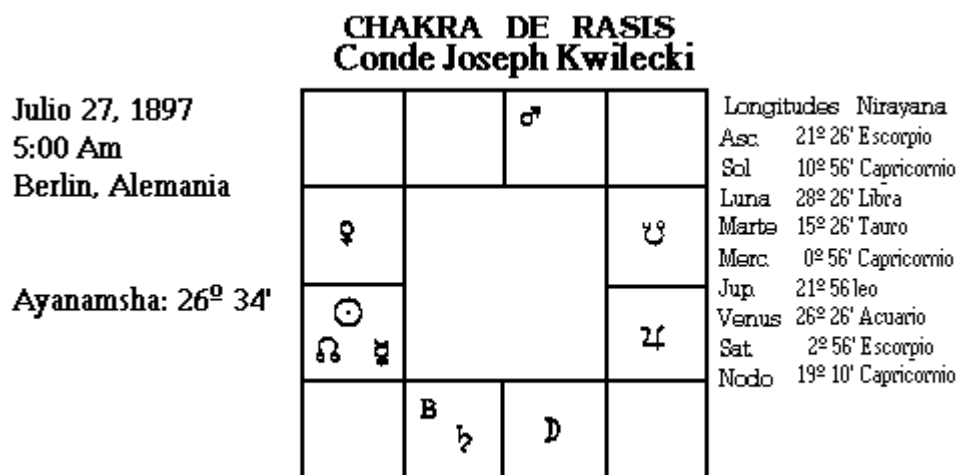 CHAKRA DE RASIS
Conde Joseph Kwilecki
Julio 27, 1897
5:00 Am
Berlin, Alemania
Ayanamsha: 26º 34'
♂
♀
☋
☉
☊ ☿
♃
B
♄
☽
Longitudes Nirayana
Asc. 21º 26' Escorpio
Sol 10º 56' Capricornio
Luna 28º 26' Libra
Marte 15º 26' Tauro
Merc. 0º 56' Capricornio
Jup. 21º 56 leo
Venus 26º 26' Acuario
Sat. 2º 56' Escorpio
Nodo 19º 10' Capricornio